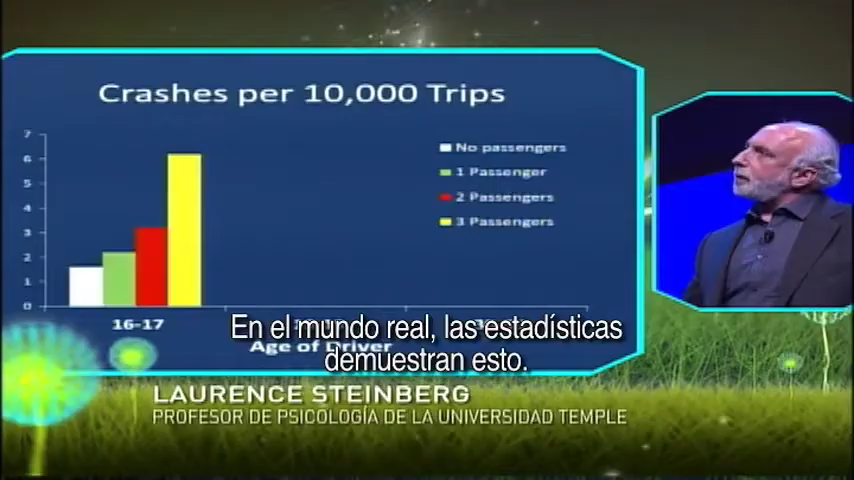 Crashes per 10,000 Trips
7
6
5
4
3
2
1
0
No passengers
1 Passenger
2 Passengers
3 Passengers
16-17
Age of Driver
En el mundo real, las estadísticas
demuestran esto.
LAURENCE STEINBERG
PROFESOR DE PSICOLOGÍA DE LA UNIVERSIDAD TEMPLE